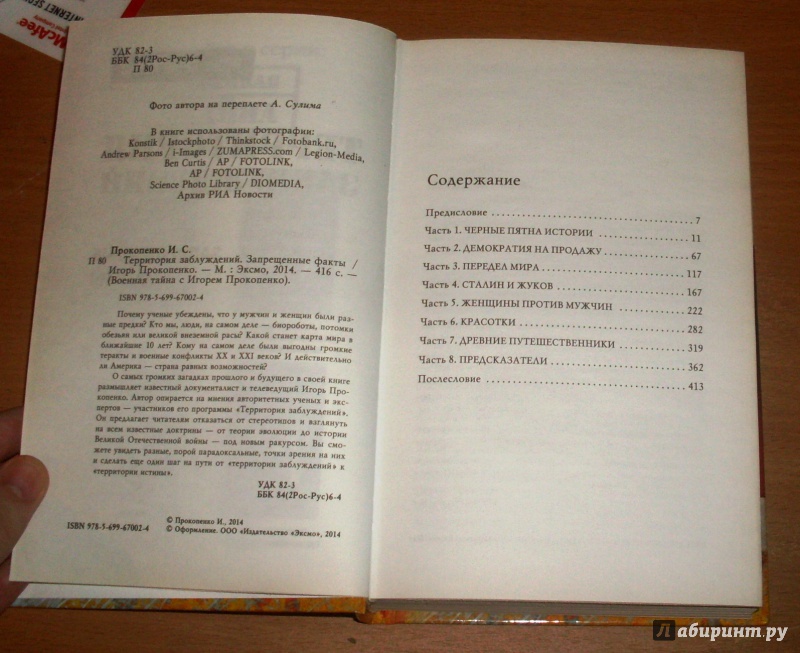 McAfee
INTERNET SECU
УДК 82-3
ББК 84(2Рос-Рус)6-4
П 80
Фото автора на переплете А. Сулима
В книге использованы фотографии:
Konstik / Istockphoto / Thinkstock / Fotobank.ru,
Andrew Parsons / i-Images / ZUMAPRESS.com / Legion-Media,
Ben Curtis / AP / FOTOLINK,
AP / FOTOLINK,
Science Photo Library / DIOMEDIA,
Архив РИА Новости
Прокопенко И. С.
П 80 Территория заблуждений. Запрещенные факты /
Игорь Прокопенко. — М. : Эксмо, 2014. — 416 с. —
(Военная тайна с Игорем Прокопенко).
ISBN 978-5-699-67002-4
Почему ученые убеждены, что у мужчин и женщин были раз-
ные предки? Кто мы, люди, на самом деле — биороботы, потомки
обезьян или великой внеземной расы? Какой станет карта мира в
ближайшие 10 лет? Кому на самом деле были выгодны громкие
теракты и военные конфликты XX и XXI веков? И действительно
ли Америка — страна равных возможностей?
О самых громких загадках прошлого и будущего в своей книге
размышляет известный документалист и телеведущий Игорь Про-
копенко. Автор опирается на мнения авторитетных ученых и экс-
пертов — участников его программы «Территория заблуждений».
Он предлагает читателям отказаться от стереотипов и взглянуть
на всем известные доктрины — от теории эволюции до истории
Великой Отечественной войны — под новым ракурсом. Вы смо-
жете увидеть разные, порой парадоксальные, точки зрения на них
и сделать еще один шаг на пути от «территории заблуждений» к
«территории истины».
УДК 82-3
ББК 84(2Рос-Рус)6-4
© Прокопенко И., 2014
ISBN 978-5-699-67002-4 © Оформление. ООО «Издательство «Эксмо», 2014
Содержание
Предисловие 7
Часть 1. ЧЕРНЫЕ ПЯТНА ИСТОРИИ 11
Часть 2. ДЕМОКРАТИЯ НА ПРОДАЖУ 67
Часть 3. ПЕРЕДЕЛ МИРА 117
Часть 4. СТАЛИН И ЖУКОВ 167
Часть 5. ЖЕНЩИНЫ ПРОТИВ МУЖЧИН 222
Часть 6. КРАСОТКИ 282
Часть 7. ДРЕВНИЕ ПУТЕШЕСТВЕННИКИ 319
Часть 8. ПРЕДСКАЗАТЕЛИ 362
Послесловие 413
Лабиринт.ру